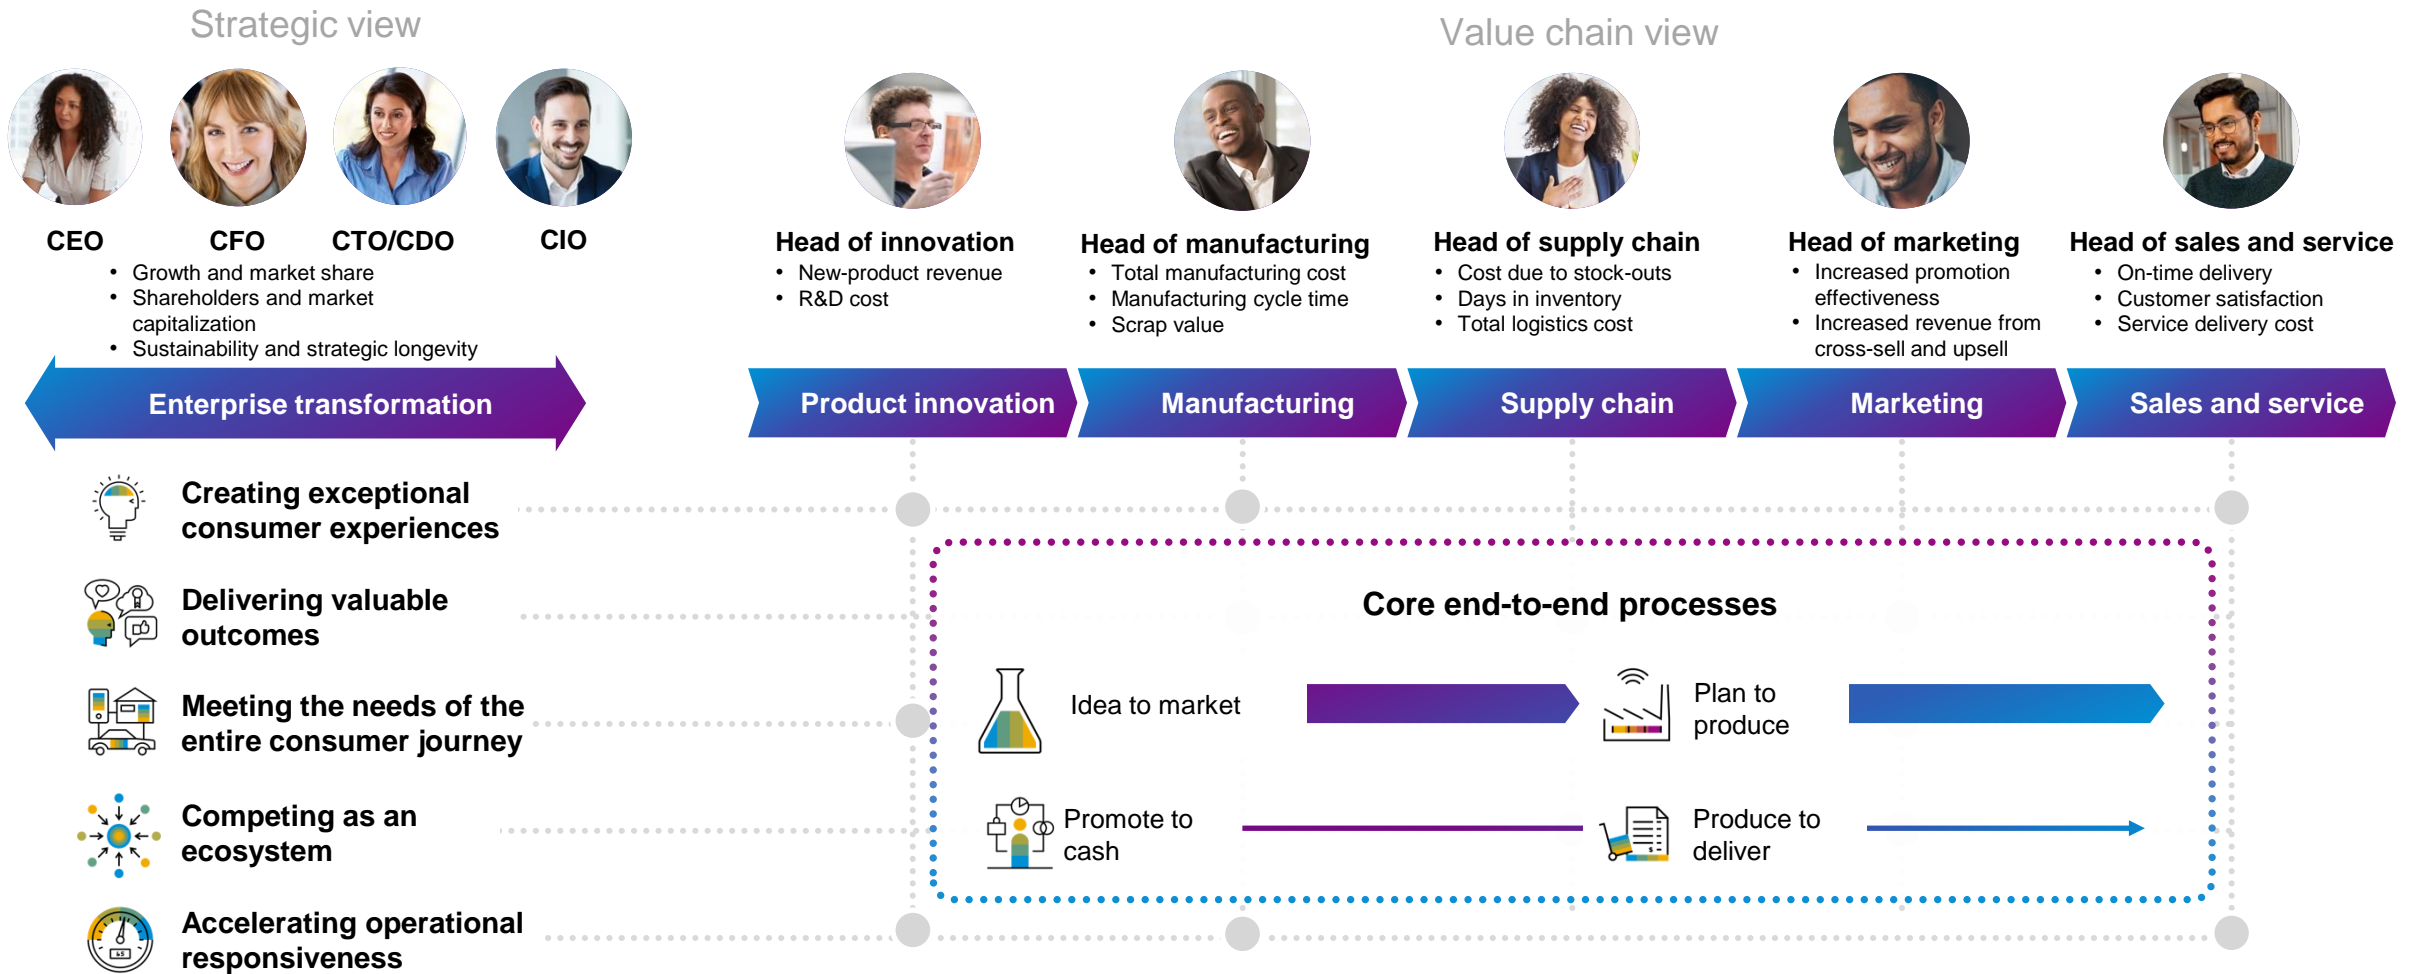 Strategic view
Value chain view
CEO
CFO
CTO/CDO
CIO
• Growth and market share
• Shareholders and market
capitalization
• Sustainability and strategic longevity
Head of innovation
• New-product revenue
• R&D cost
Head of manufacturing
• Total manufacturing cost
• Manufacturing cycle time
• Scrap value
Head of supply chain
• Cost due to stock-outs
• Days in inventory
• Total logistics cost
Head of marketing
• Increased promotion
effectiveness
• Increased revenue from
cross-sell and upsell
Head of sales and service
• On-time delivery
• Customer satisfaction
• Service delivery cost
Enterprise transformation
Product innovation
Manufacturing
Supply chain
Marketing
Sales and service
Creating exceptional
consumer experiences
Delivering valuable
outcomes
Meeting the needs of the
entire consumer journey
Competing as an
ecosystem
Accelerating operational
responsiveness
Core end-to-end processes
Idea to market
Plan to
produce
Promote to
cash
Produce to
deliver